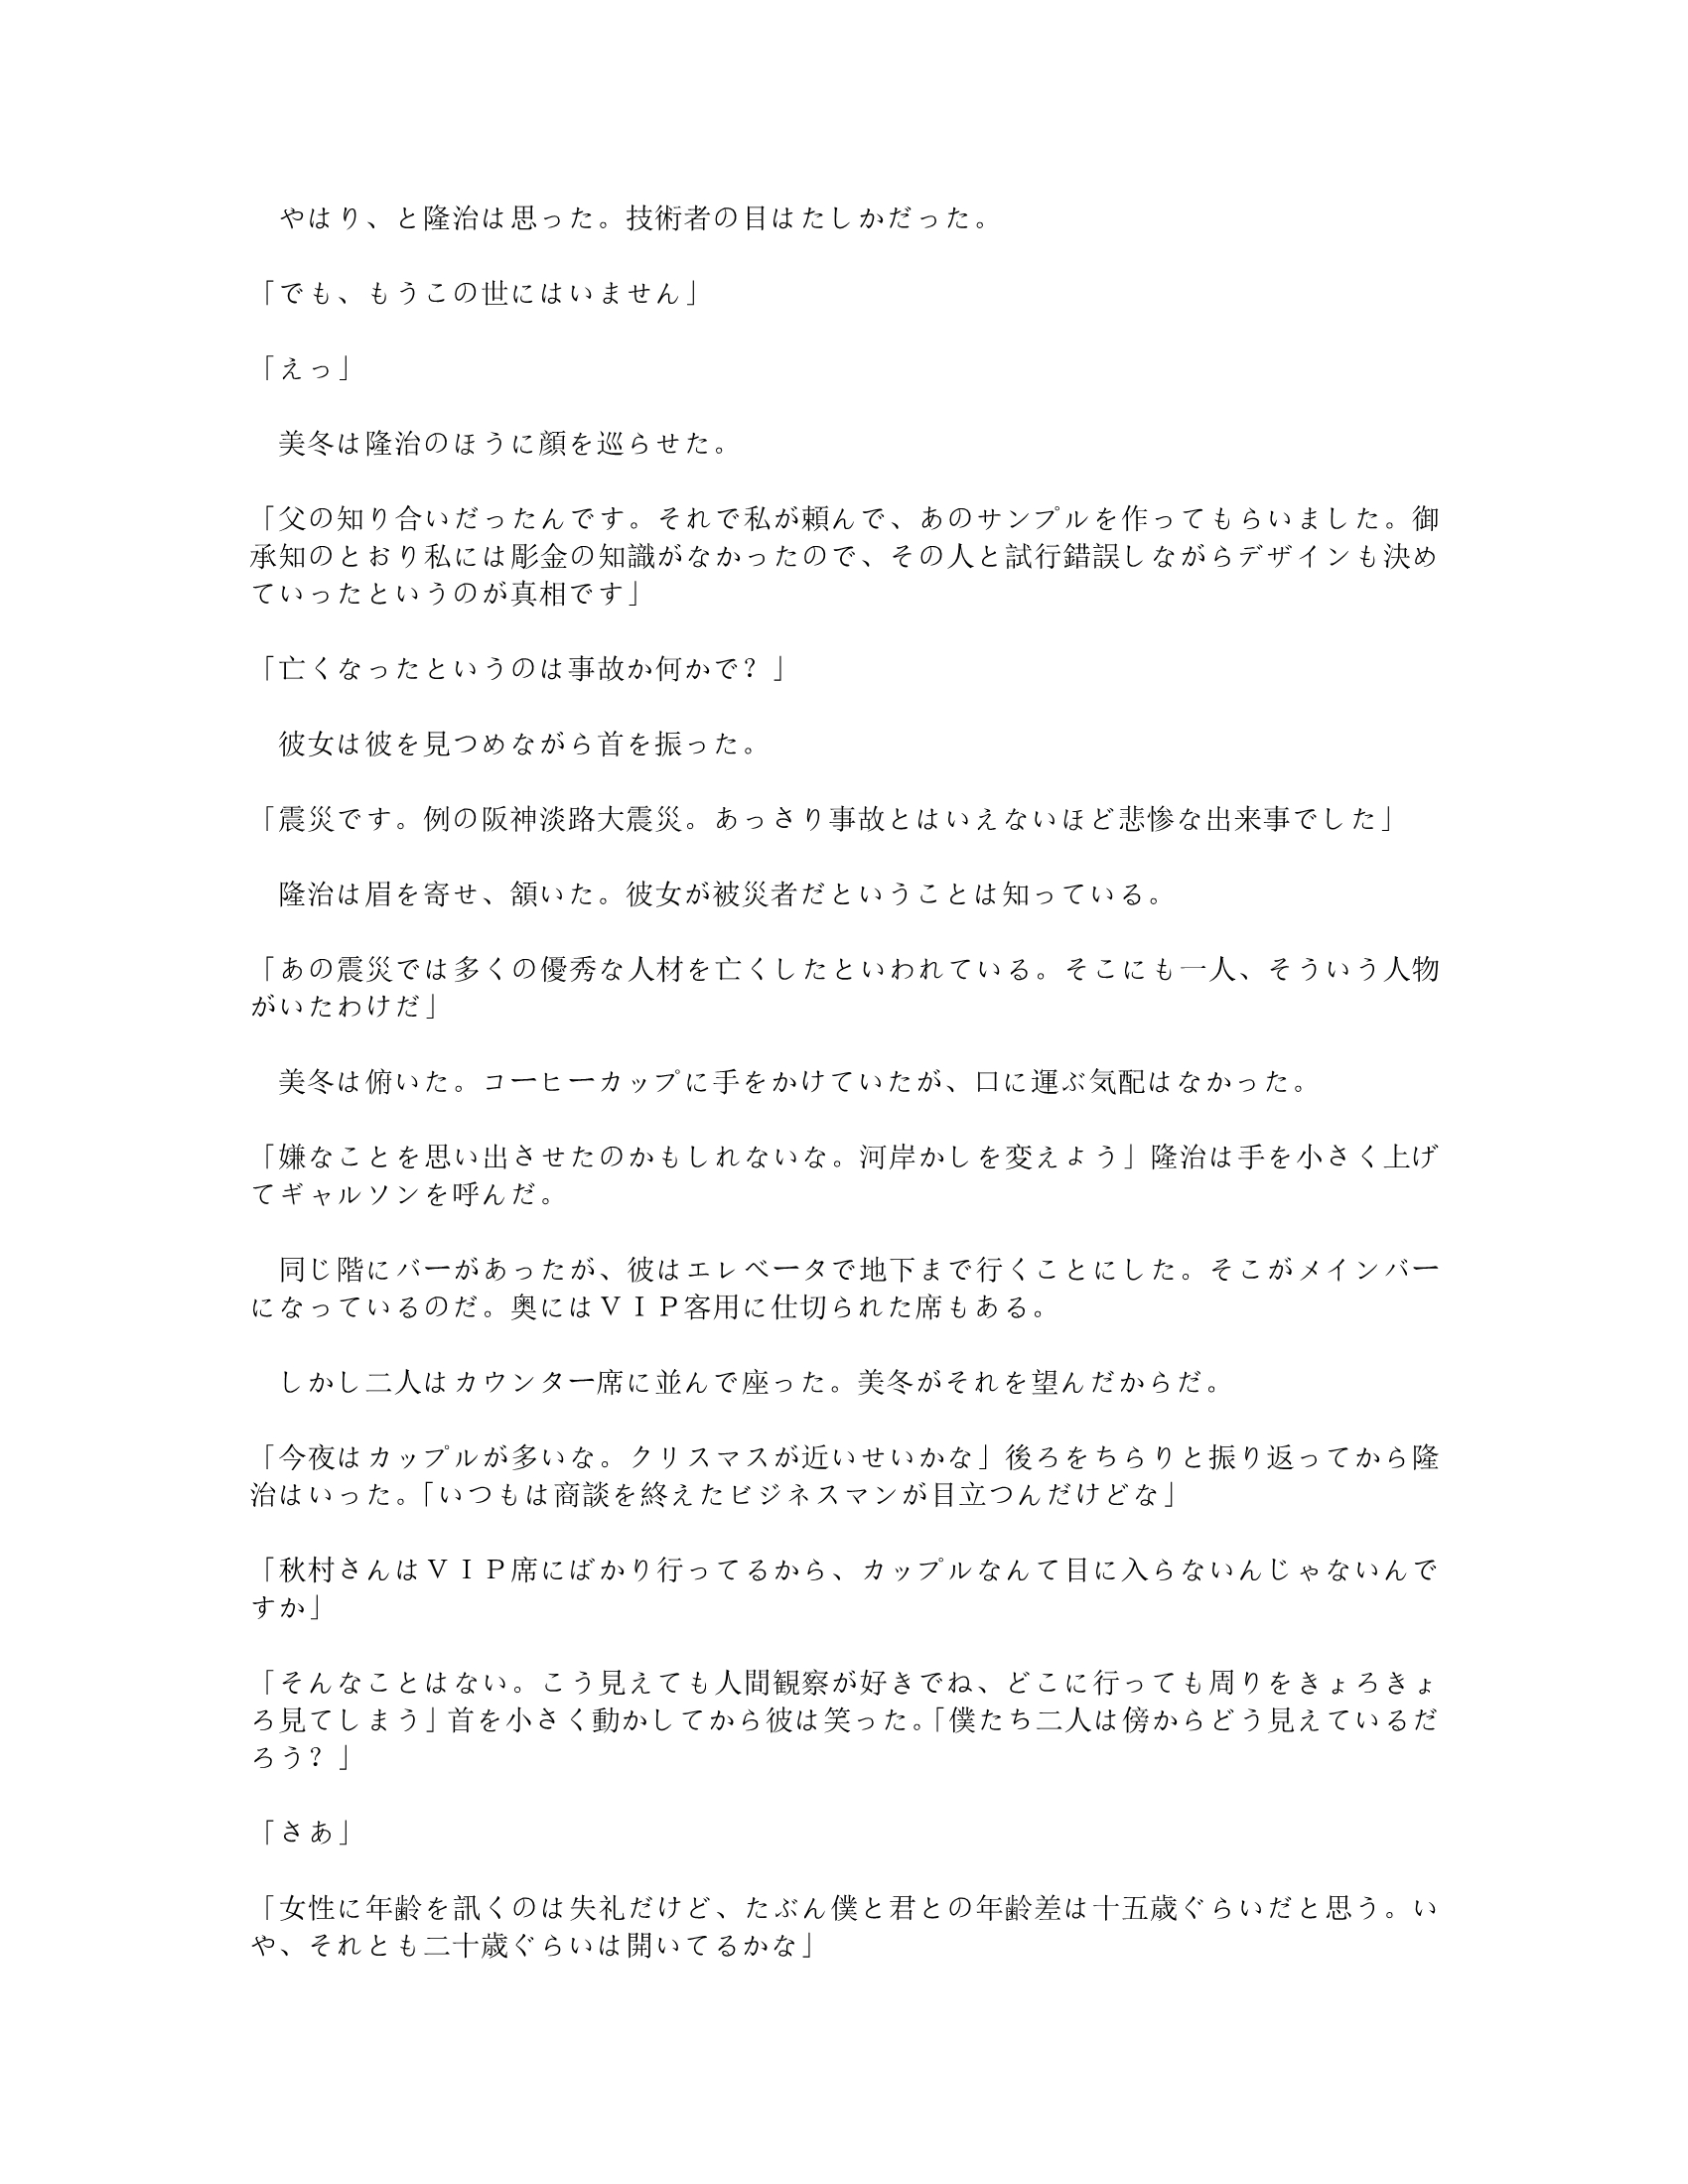 やはり、と隆治は思った。技術者の目はたしかだった。
「でも、もうこの世にはいません」
「えっ」
美冬は隆治のほうに顔を巡らせた。
「父の知り合いだったんです。それで私が頼んで、あのサンプルを作ってもらいました。御
承知のとおり私には彫金の知識がなかったので、その人と試行錯誤しながらデザインも決め
ていったというのが真相です」
「亡くなったというのは事故か何かで？」
彼女は彼を見つめながら首を振った。
「震災です。例の阪神淡路大震災。あっさり事故とはいえないほど悲惨な出来事でした」
隆治は眉を寄せ、頷いた。彼女が被災者だということは知っている。
「あの震災では多くの優秀な人材を亡くしたといわれている。そこにも一人、そういう人物
がいたわけだ」
美冬は俯いた。コーヒーカップに手をかけていたが、口に運ぶ気配はなかった。
「嫌なことを思い出させたのかもしれないな。河岸かしを変えよう」隆治は手を小さく上げ
てギャルソンを呼んだ。
同じ階にバーがあったが、彼はエレベータで地下まで行くことにした。そこがメインバー
になっているのだ。奥にはＶＩＰ客用に仕切られた席もある。
しかし二人はカウンター席に並んで座った。美冬がそれを望んだからだ。
「今夜はカップルが多いな。クリスマスが近いせいかな」後ろをちらりと振り返ってから隆
治はいった。「いつもは商談を終えたビジネスマンが目立つんだけどな」
「秋村さんはＶＩＰ席にばかり行ってるから、カップルなんて目に入らないんじゃないんで
すか」
「そんなことはない。こう見えても人間観察が好きでね、どこに行っても周りをきょろきょ
ろ見てしまう」首を小さく動かしてから彼は笑った。「僕たち二人は傍からどう見えているだ
ろう？」
「さあ」
「女性に年齢を訊くのは失礼だけど、たぶん僕と君との年齢差は十五歳ぐらいだと思う。い
や、それとも二十歳ぐらいは開いてるかな」